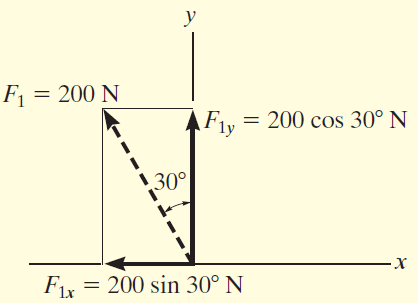 y
F₁ = 200 N
F₁y = 200 cos 30° N
30°
x
F₁x = 200 sin 30° N